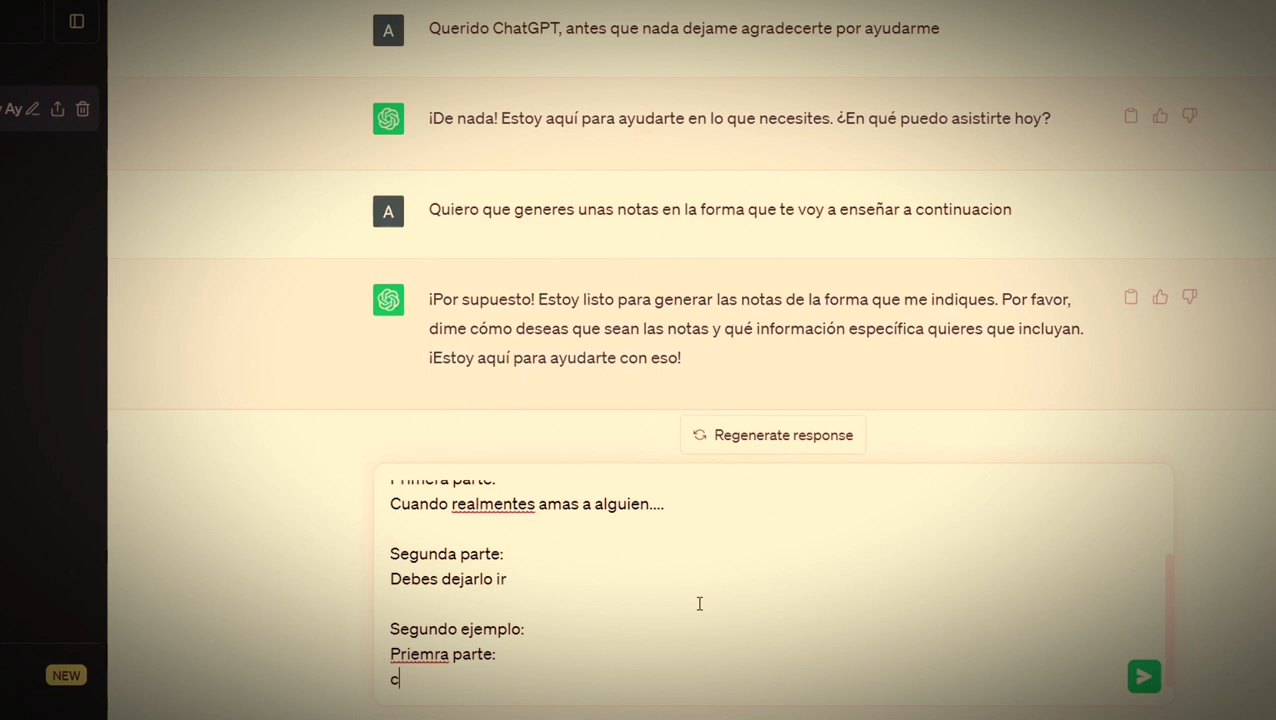 Ay
A
Querido ChatGPT, antes que nada dejame agradecerte por ayudarme
¡De nada! Estoy aquí para ayudarte en lo que necesites. ¿En qué puedo asistirte hoy?
A
Quiero que generes unas notas en la forma que te voy a enseñar a continuacion
¡Por supuesto! Estoy listo para generar las notas de la forma que me indiques. Por favor,
dime cómo deseas que sean las notas y qué información específica quieres que incluyan.
¡Estoy aquí para ayudarte con eso!
Regenerate response
Primera parte:
Cuando realmentes amas a alguien....
Segunda parte:
Debes dejarlo ir
Segundo ejemplo:
Priemra parte:
c
NEW